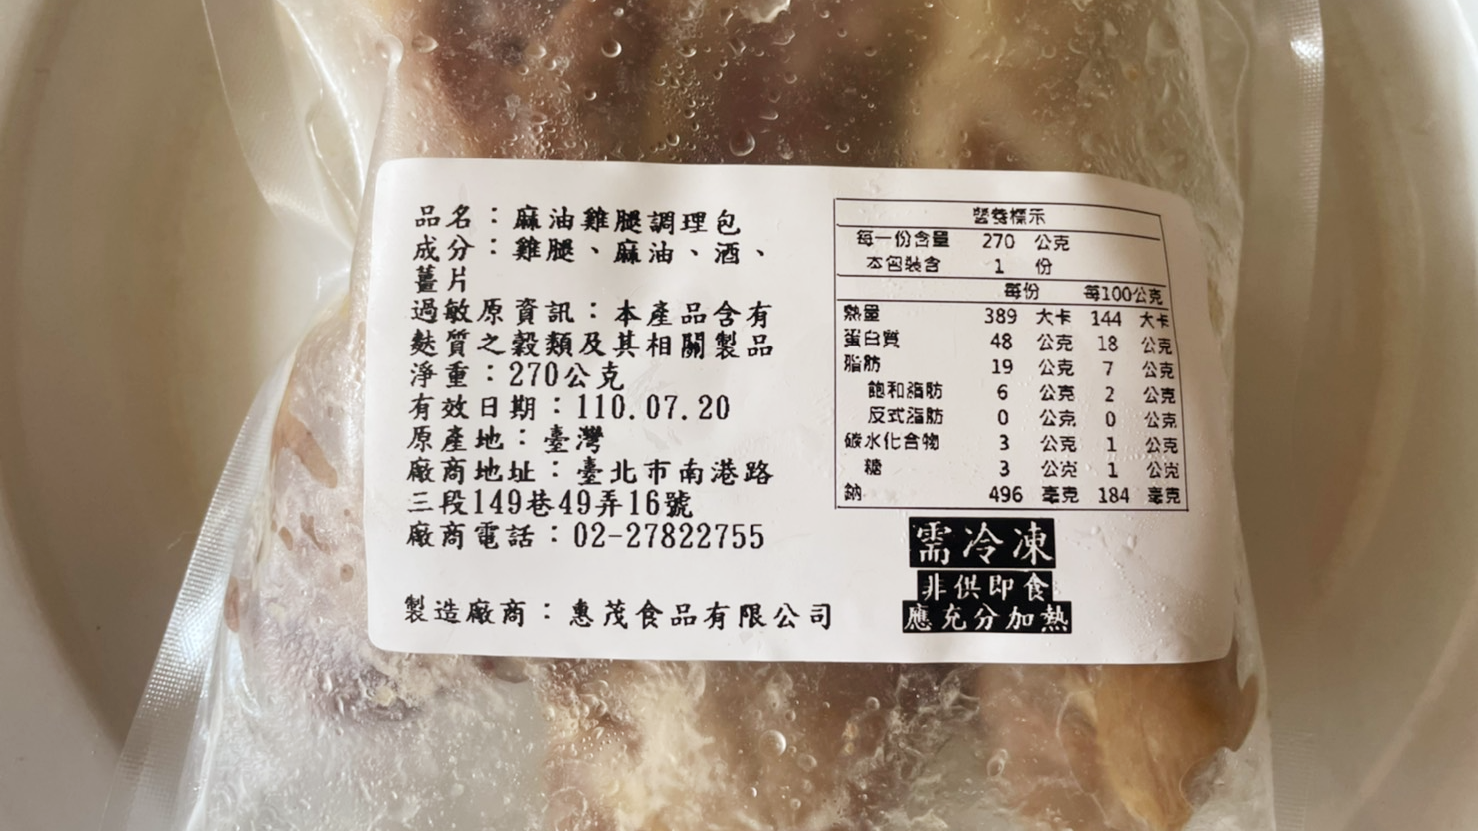 品名：麻油雞腿調理包
成分：雞腿、麻油、酒、
薑片
過敏原資訊：本產品含有
麩質之穀類及其相關製品
淨重：270公克
有效日期：110.07.20
原產地：臺灣
廠商地址：臺北市南港路
三段149巷49弄16號
廠商電話：02-27822755
製造廠商：惠茂食品有限公司
營養標示
每一份含量 270 公克
本包裝含 1 份
每份 每100公克
熱量 389 大卡 144 大卡
蛋白質 48 公克 18 公克
脂肪 19 公克 7 公克
飽和脂肪 6 公克 2 公克
反式脂肪 0 公克 0 公克
碳水化合物 3 公克 1 公克
糖 3 公克 1 公克
鈉 496 毫克 184 毫克
需冷凍
非供即食
應充分加熱